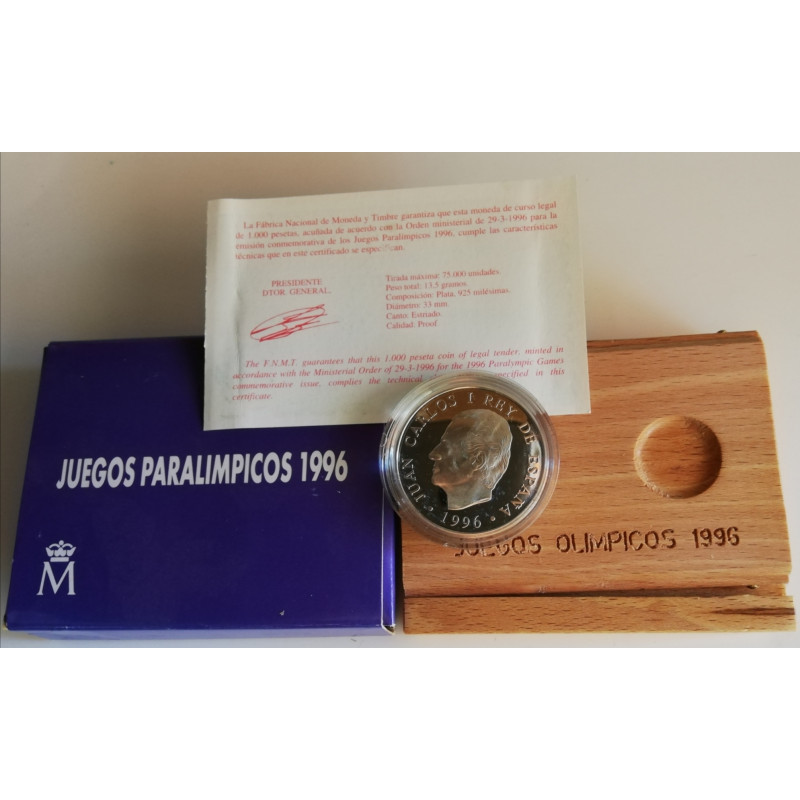 La Fábrica Nacional de Moneda y Timbre garantiza que esta moneda de curso legal
de 1.000 pesetas, acuñada de acuerdo con la Orden ministerial de 29-3-1996 para la
emisión conmemorativa de los Juegos Paralímpicos 1996, cumple las características
técnicas que en este certificado se especifican.
PRESIDENTE
DTOR. GENERAL.
Tirada máxima: 75.000 unidades.
Peso total: 13,5 gramos.
Composición: Plata, 925 milésimas.
Diámetro: 33 mm.
Canto: Estriado.
Calidad: Proof
The F.N.M.T. guarantees that this 1.000 peseta coin of legal tender, minted in
accordance with the Ministerial Order of 29-3-1996 for the 1996 Paralympic Games
commemorative issue, complies the technical specified in this
certificate.
JUEGOS PARALIMPICOS 1996
M
JUAN CARLOS I REY DE ESPAÑA
· 1996 ·
JUEGOS OLIMPICOS 1996